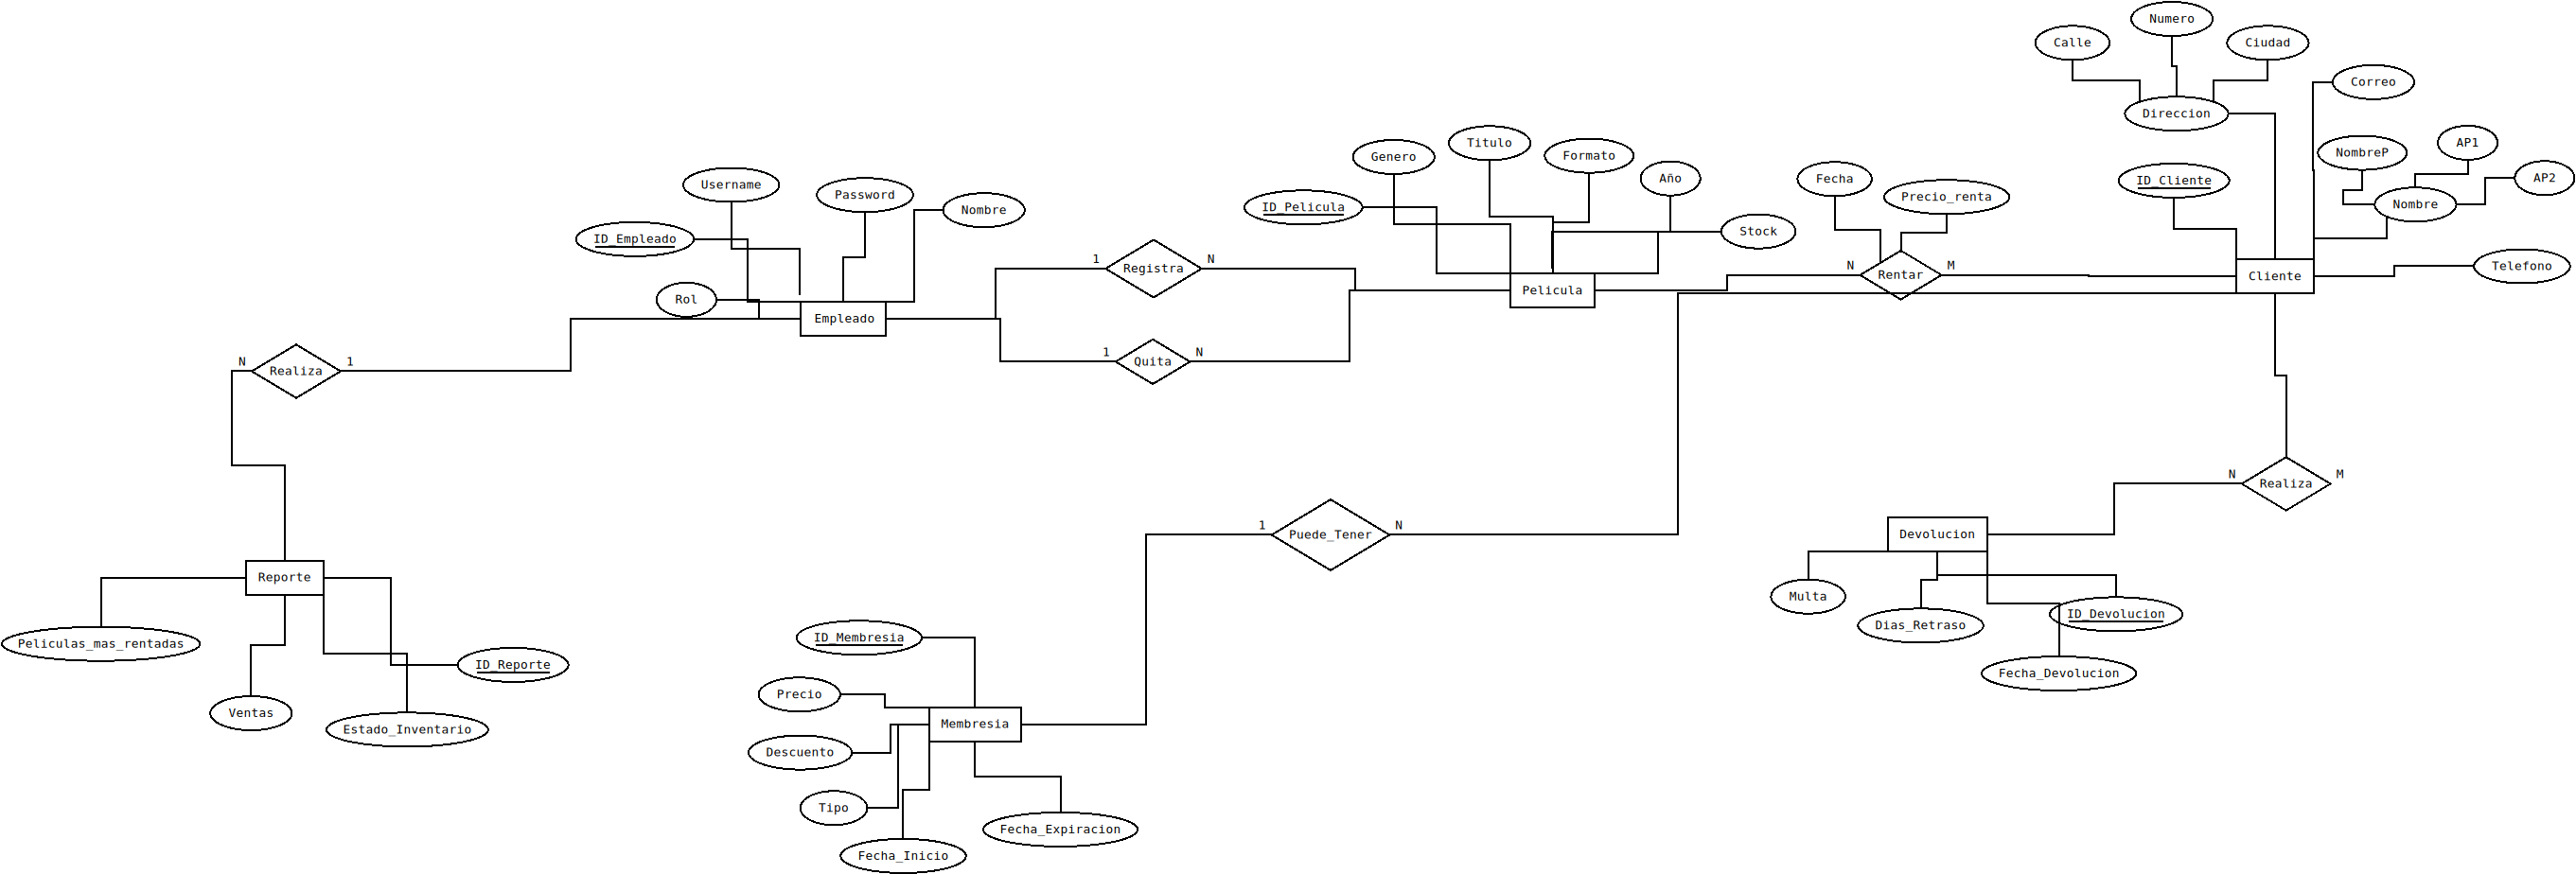 Numero
Calle
Ciudad
Correo
Direccion
AP1
NombreP
AP2
ID_Cliente
Nombre
Telefono
Cliente
Titulo
Formato
Genero
Año
ID_Pelicula
Stock
Pelicula
Fecha
Precio_renta
N
Rentar
M
Username
Password
Nombre
ID_Empleado
Rol
Empleado
1
Registra
N
1
Quita
N
N
Realiza
1
N
Realiza
M
1
Puede_Tener
N
Devolucion
Multa
Dias_Retraso
ID_Devolucion
Fecha_Devolucion
Reporte
Peliculas_mas_rentadas
ID_Reporte
Ventas
Estado_Inventario
ID_Membresia
Precio
Membresia
Descuento
Tipo
Fecha_Expiracion
Fecha_Inicio